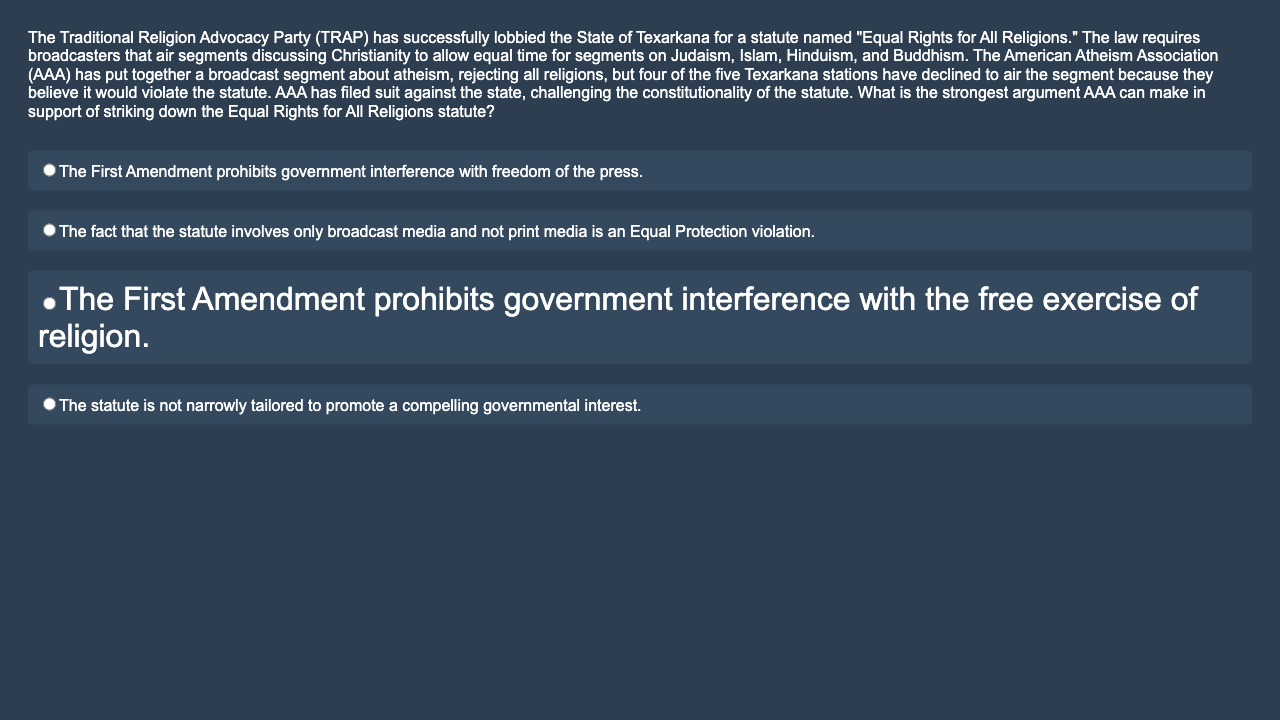 The Traditional Religion Advocacy Party (TRAP) has successfully lobbied the State of Texarkana for a statute named "Equal Rights for All Religions." The law requires
broadcasters that air segments discussing Christianity to allow equal time for segments on Judaism, Islam, Hinduism, and Buddhism. The American Atheism Association
(AAA) has put together a broadcast segment about atheism, rejecting all religions, but four of the five Texarkana stations have declined to air the segment because they
believe it would violate the statute. AAA has filed suit against the state, challenging the constitutionality of the statute. What is the strongest argument AAA can make in
support of striking down the Equal Rights for All Religions statute?
The First Amendment prohibits government interference with freedom of the press.
The fact that the statute involves only broadcast media and not print media is an Equal Protection violation.
The First Amendment prohibits government interference with the free exercise of
religion.
The statute is not narrowly tailored to promote a compelling governmental interest.